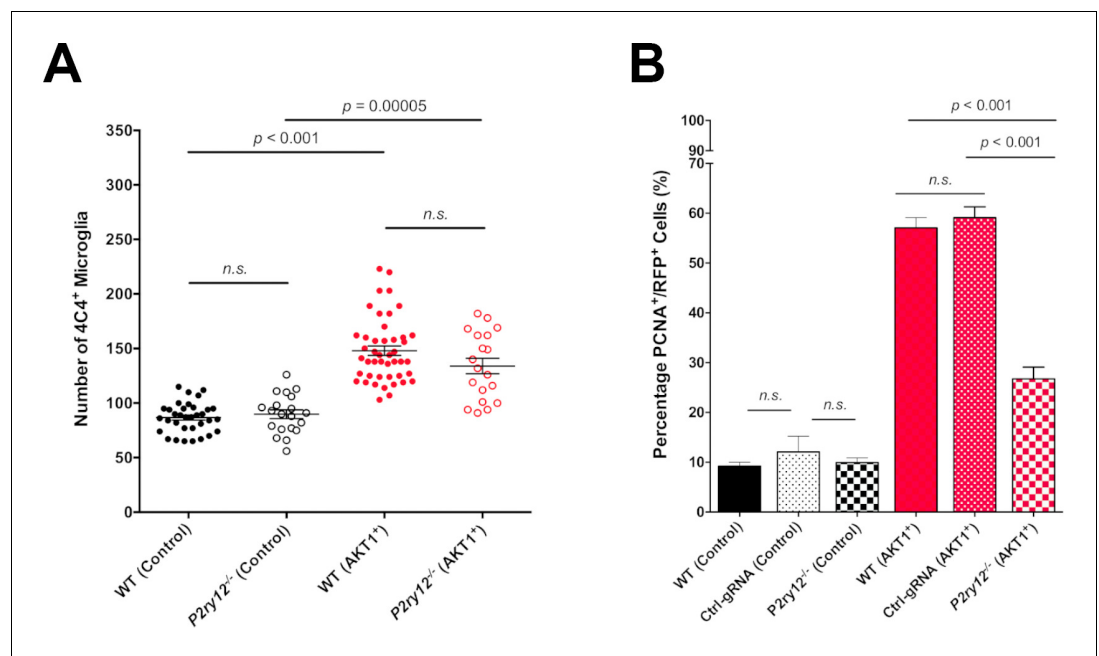 A
p = 0.00005
p < 0.001
n.s.
n.s.
Number of 4C4⁺ Microglia
350
300
250
200
150
100
50
0
WT (Control)
P2ry12⁻/⁻ (Control)
WT (AKT1⁺)
P2ry12⁻/⁻ (AKT1⁺)
B
p < 0.001
p < 0.001
n.s.
n.s.
n.s.
Percentage PCNA⁺/RFP⁺ Cells (%)
100
90
70
60
50
40
30
20
10
0
WT (Control)
Ctrl-gRNA (Control)
P2ry12⁻/⁻ (Control)
WT (AKT1⁺)
Ctrl-gRNA (AKT1⁺)
P2ry12⁻/⁻ (AKT1⁺)